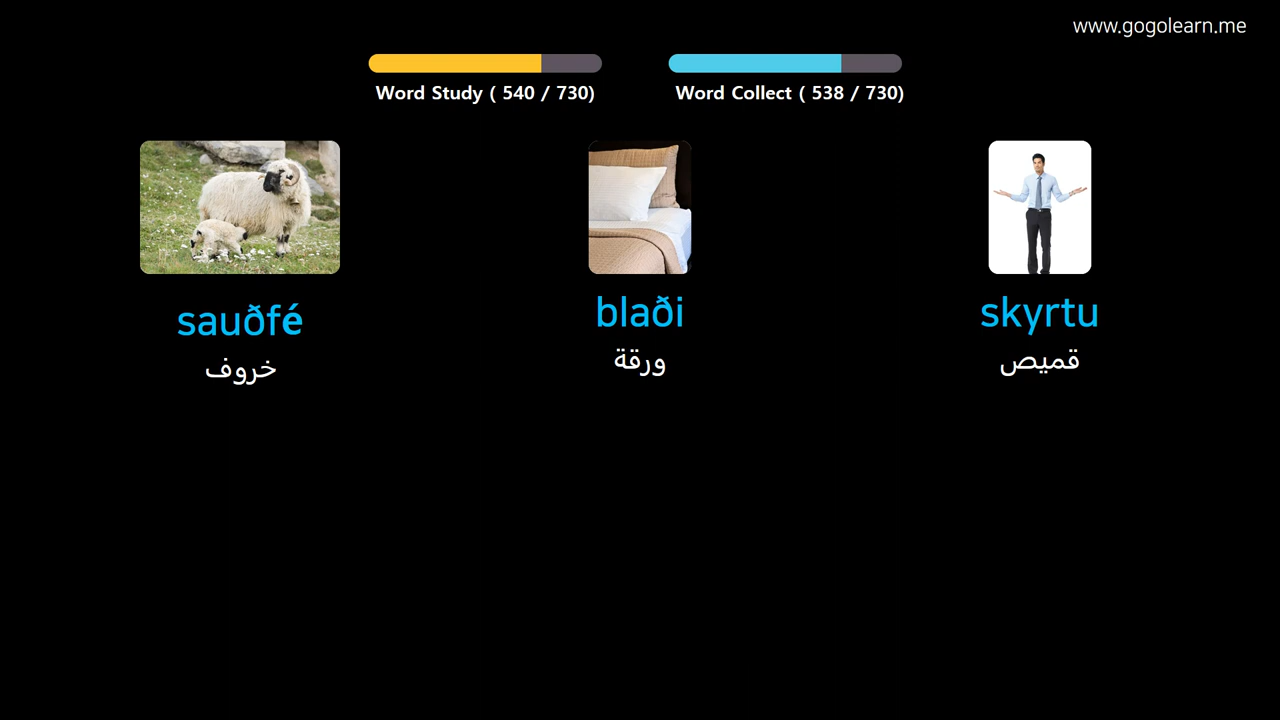 www.gogolearn.me
Word Study ( 540 / 730)
Word Collect ( 538 / 730)
sauðfé
خروف
blaði
ورقة
skyrtu
قميص